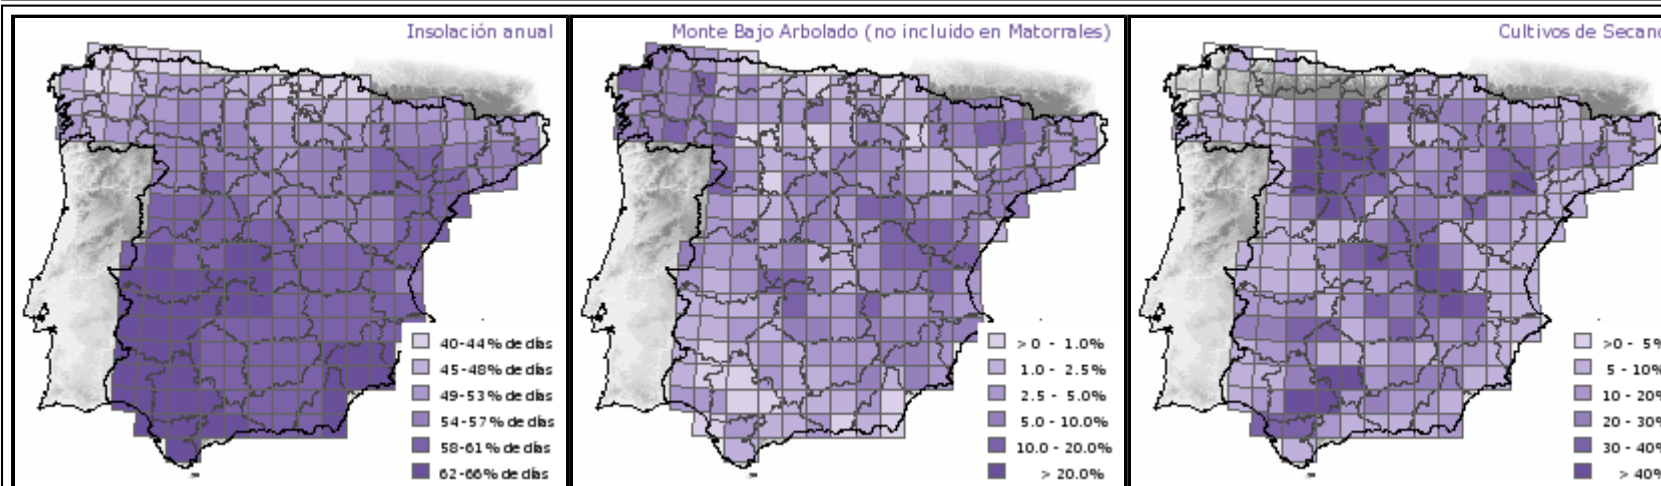 Insolación anual
40-44% de días
45-48% de días
49-53% de días
54-57% de días
58-61% de días
62-66% de días
Monte Bajo Arbolado (no incluido en Matorrales)
>0 - 1.0%
1.0 - 2.5%
2.5 - 5.0%
5.0 - 10.0%
10.0 - 20.0%
> 20.0%
Cultivos de Secano
>0 - 5%
5 - 10%
10 - 20%
20 - 30%
30 - 40%
> 40%